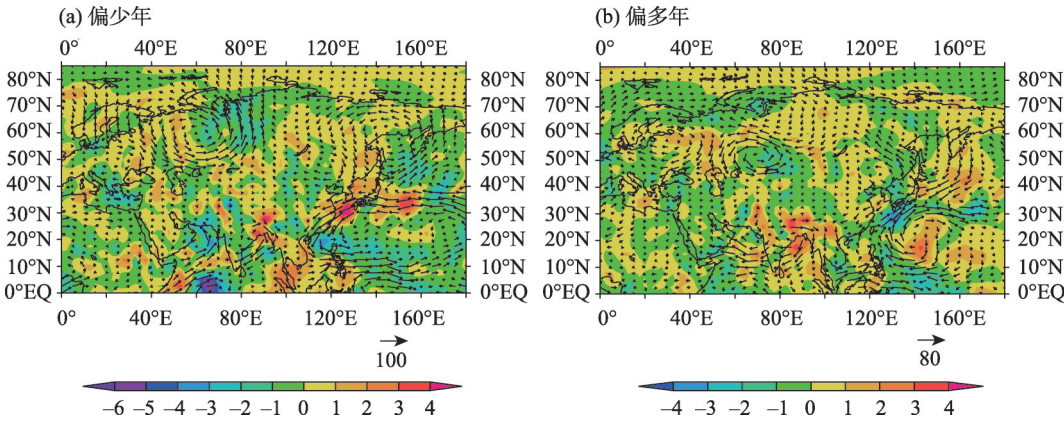 (a) 偏少年
(b) 偏多年
0° 40°E 80°E 120°E 160°E
0° 40°E 80°E 120°E 160°E
80°N 80°N 80°N 80°N
70°N 70°N 70°N 70°N
60°N 60°N 60°N 60°N
50°N 50°N 50°N 50°N
40°N 40°N 40°N 40°N
30°N 30°N 30°N 30°N
20°N 20°N 20°N 20°N
10°N 10°N 10°N 10°N
0°EQ 0°EQ 0°EQ 0°EQ
0° 40°E 80°E 120°E 160°E
0° 40°E 80°E 120°E 160°E
100
80
–6 –5 –4 –3 –2 –1 0 1 2 3 4
–4 –3 –2 –1 0 1 2 3 4